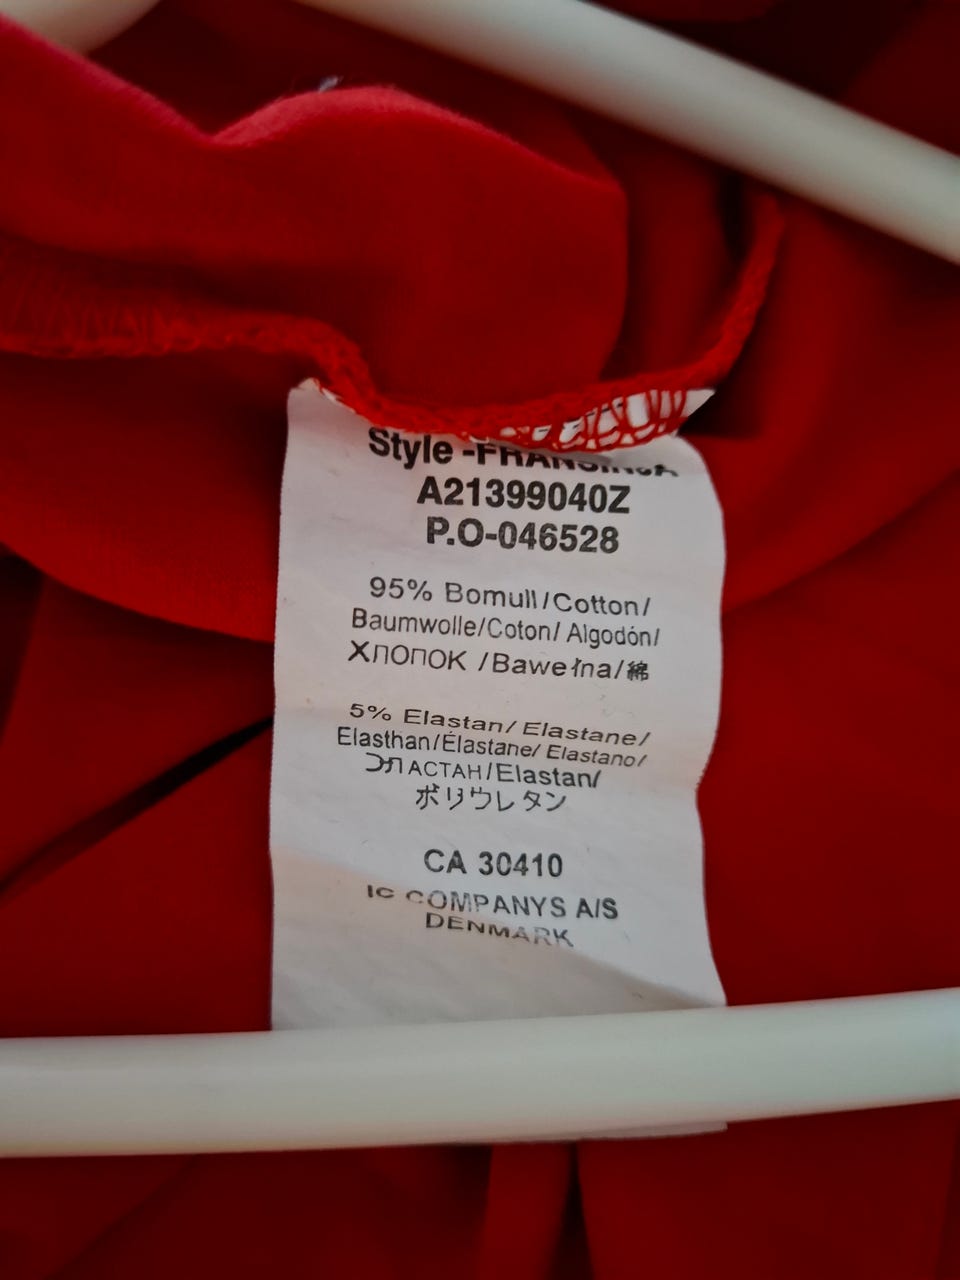 Style -FRANSINJA
A21399040Z
P.O-046528
95% Bomull/Cotton/
Baumwolle/Coton/ Algodón/
Хлопок /Bawełna/綿
5% Elastan/ Elastane/
Elasthan/Élastane/ Elastano/
Эластан/Elastan/
ポリウレタン
CA 30410
IC COMPANYS A/S
DENMARK